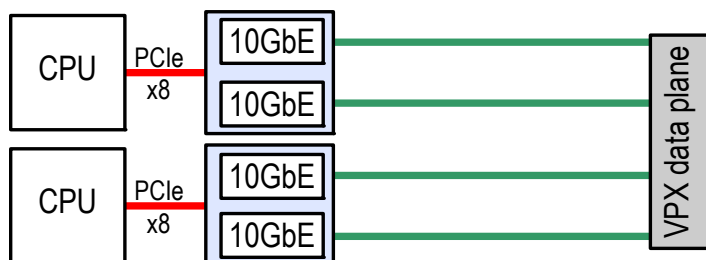 CPU
PCIe
x8
10GbE
10GbE
CPU
PCIe
x8
10GbE
10GbE
VPX data plane